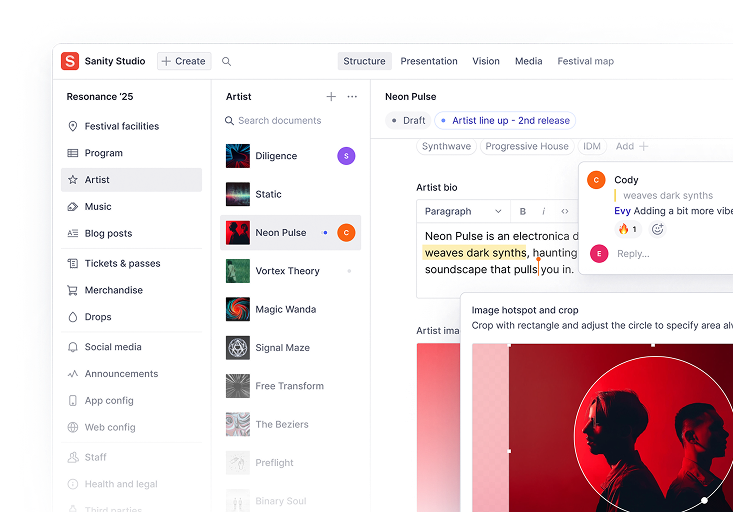 S Sanity Studio
Create
Structure
Presentation
Vision
Media
Festival map
Resonance '25
Festival facilities
Program
Artist
Music
Blog posts
Tickets & passes
Merchandise
Drops
Social media
Announcements
App config
Web config
Staff
Health and legal
Third parties
Artist
Search documents
Diligence
S
Static
Neon Pulse
C
Vortex Theory
Magic Wanda
Signal Maze
Free Transform
The Beziers
Preflight
Binary Soul
Neon Pulse
Draft
Artist line up - 2nd release
Synthwave
Progressive House
IDM
Add
Artist bio
Paragraph
B
i
<>
Neon Pulse is an electronica d
weaves dark synths, haunting
soundscape that pulls you in.
C
Cody
weaves dark synths
Evy Adding a bit more vibe
1
E
Reply...
Artist ima
Image hotspot and crop
Crop with rectangle and adjust the circle to specify area alw